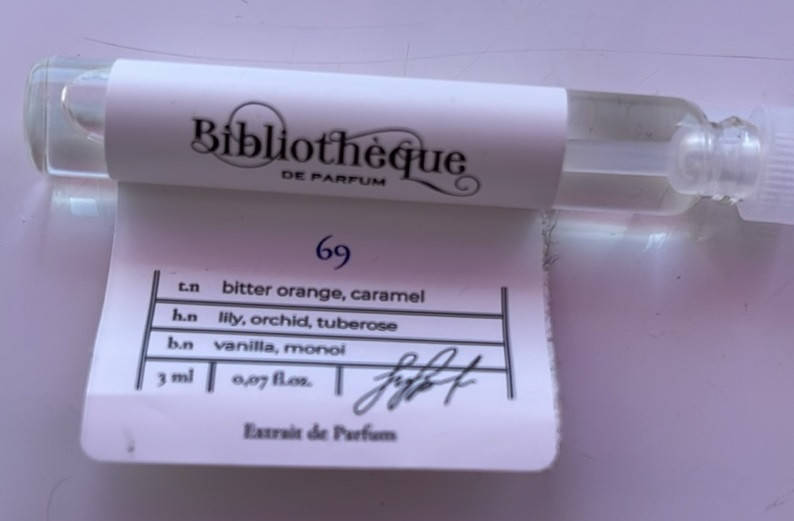 Bibliothèque
DE PARFUM
69
t.n bitter orange, caramel
h.n lily, orchid, tuberose
b.n vanilla, monoi
3 ml 0,07 fl.oz.
Extrait de Parfum